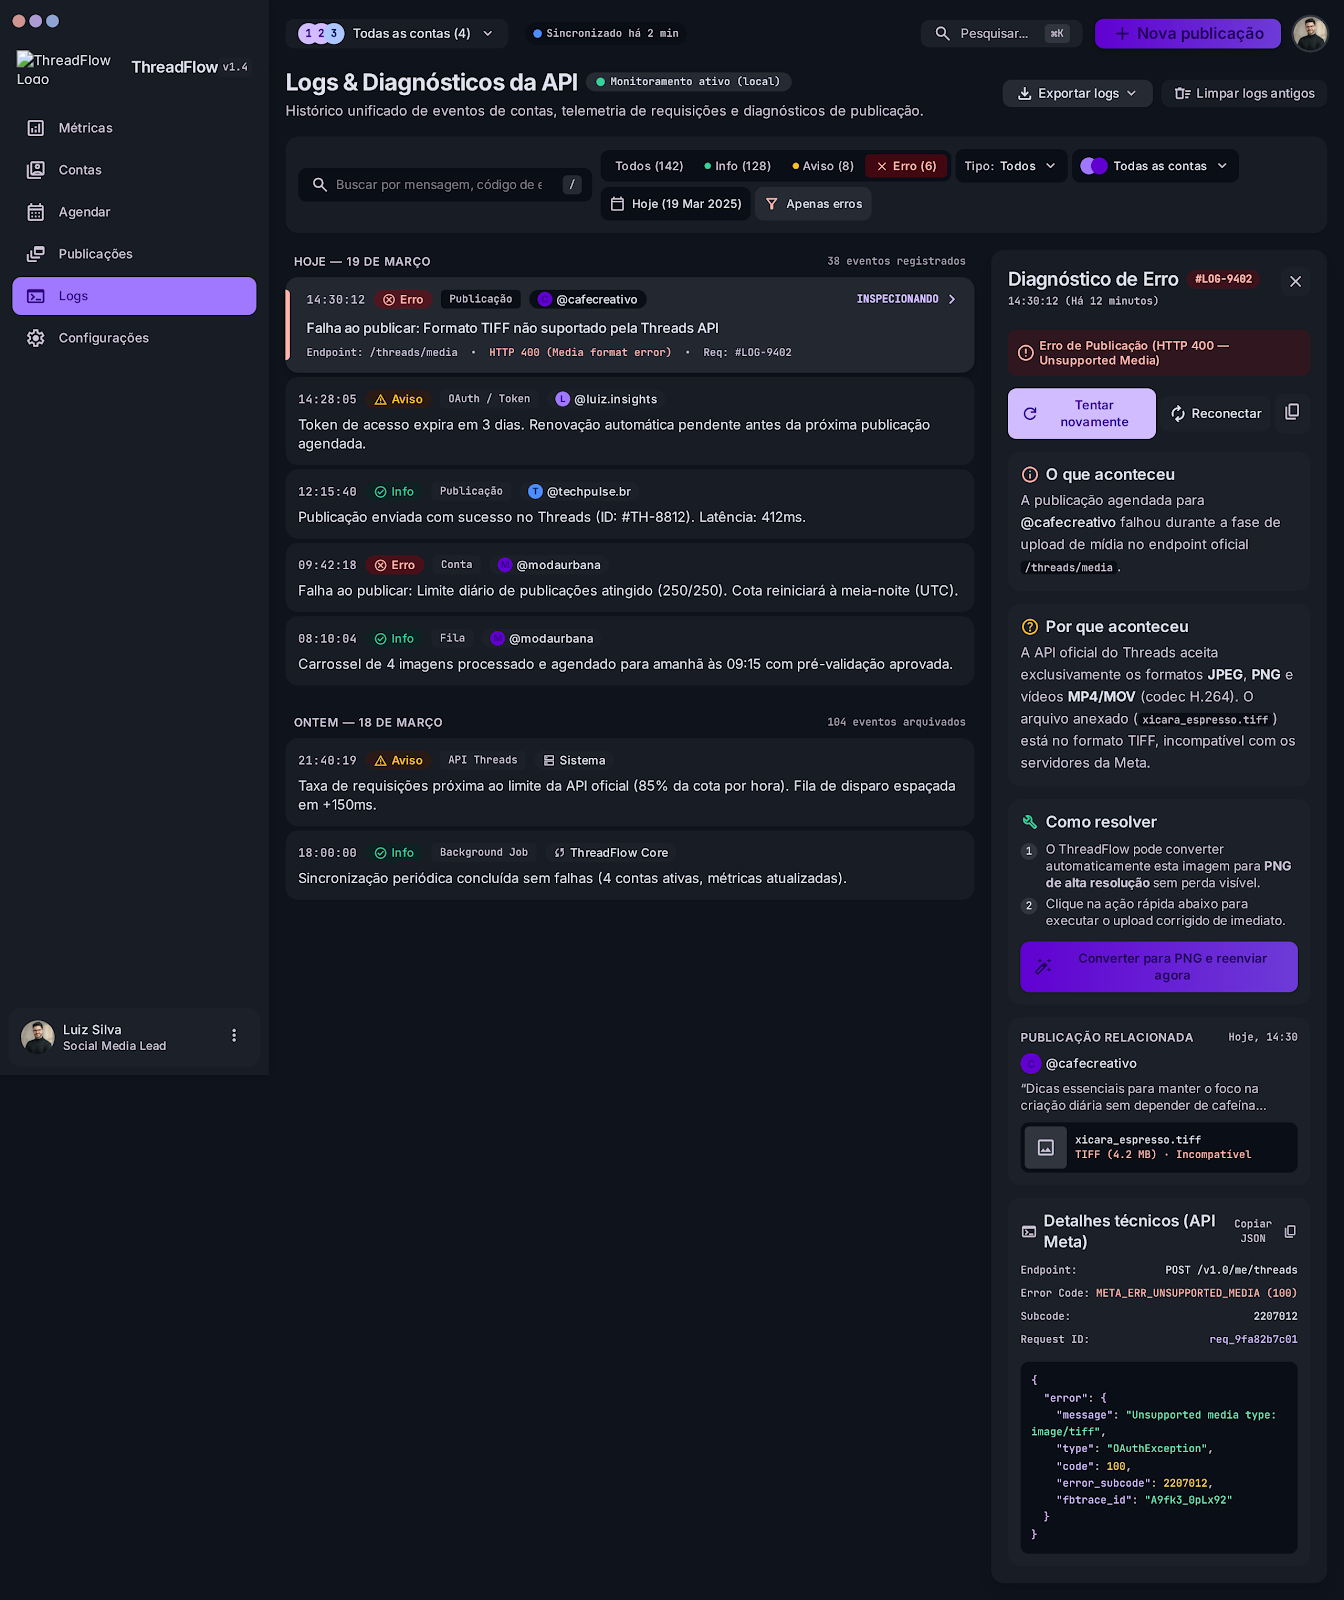 ThreadFlow Logo
ThreadFlow v1.4
Métricas
Contas
Agendar
Publicações
Logs
Configurações
Luiz Silva
Social Media Lead
1 2 3 Todas as contas (4)
Sincronizado há 2 min
Pesquisar... ⌘K
+ Nova publicação
Logs & Diagnósticos da API
Monitoramento ativo (local)
Histórico unificado de eventos de contas, telemetria de requisições e diagnósticos de publicação.
Exportar logs
Limpar logs antigos
Buscar por mensagem, código de e /
Todos (142)
Info (128)
Aviso (8)
Erro (6)
Tipo: Todos
Todas as contas
Hoje (19 Mar 2025)
Apenas erros
HOJE — 19 DE MARÇO
38 eventos registrados
14:30:12 Erro Publicação C @cafecreativo INSPECIONANDO
Falha ao publicar: Formato TIFF não suportado pela Threads API
Endpoint: /threads/media • HTTP 400 (Media format error) • Req: #LOG-9402
14:28:05 Aviso OAuth / Token L @luiz.insights
Token de acesso expira em 3 dias. Renovação automática pendente antes da próxima publicação
agendada.
12:15:40 Info Publicação T @techpulse.br
Publicação enviada com sucesso no Threads (ID: #TH-8812). Latência: 412ms.
09:42:18 Erro Conta M @modaurbana
Falha ao publicar: Limite diário de publicações atingido (250/250). Cota reiniciará à meia-noite (UTC).
08:10:04 Info Fila M @modaurbana
Carrossel de 4 imagens processado e agendado para amanhã às 09:15 com pré-validação aprovada.
ONTEM — 18 DE MARÇO
104 eventos arquivados
21:40:19 Aviso API Threads Sistema
Taxa de requisições próxima ao limite da API oficial (85% da cota por hora). Fila de disparo espaçada
em +150ms.
18:00:00 Info Background Job ThreadFlow Core
Sincronização periódica concluída sem falhas (4 contas ativas, métricas atualizadas).
Diagnóstico de Erro #LOG-9402
14:30:12 (Há 12 minutos)
Erro de Publicação (HTTP 400 —
Unsupported Media)
Tentar
novamente
Reconectar
O que aconteceu
A publicação agendada para
@cafecreativo falhou durante a fase de
upload de mídia no endpoint oficial
/threads/media.
Por que aconteceu
A API oficial do Threads aceita
exclusivamente os formatos JPEG, PNG e
vídeos MP4/MOV (codec H.264). O
arquivo anexado (xicara_espresso.tiff)
está no formato TIFF, incompatível com os
servidores da Meta.
Como resolver
1 O ThreadFlow pode converter
automaticamente esta imagem para PNG
de alta resolução sem perda visível.
2 Clique na ação rápida abaixo para
executar o upload corrigido de imediato.
Converter para PNG e reenviar
agora
PUBLICAÇÃO RELACIONADA Hoje, 14:30
C @cafecreativo
“Dicas essenciais para manter o foco na
criação diária sem depender de cafeína...
xicara_espresso.tiff
TIFF (4.2 MB) · Incompatível
Detalhes técnicos (API
Meta)
Copiar
JSON
Endpoint: POST /v1.0/me/threads
Error Code: META_ERR_UNSUPPORTED_MEDIA (100)
Subcode: 2207012
Request ID: req_9fa82b7c01
{
"error": {
"message": "Unsupported media type:
image/tiff",
"type": "OAuthException",
"code": 100,
"error_subcode": 2207012,
"fbtrace_id": "A9fk3_0pLx92"
}
}